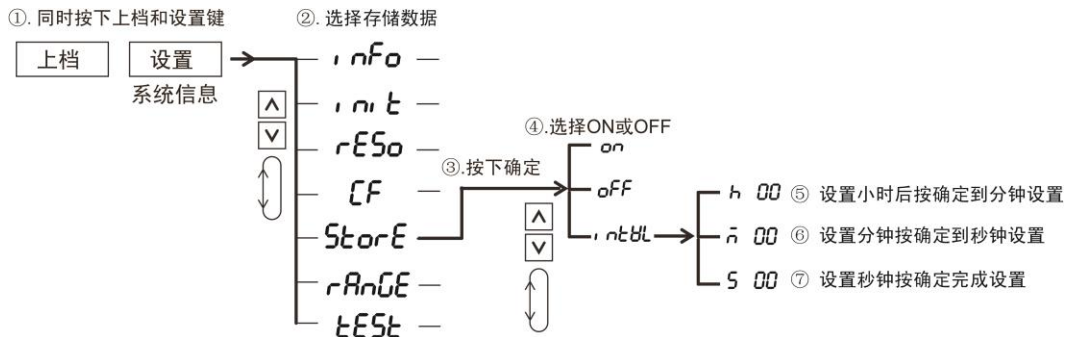 ①. 同时按下上档和设置键
②. 选择存储数据
上档
设置
系统信息
inFo
init
rESo
CF
StorE
rAnGE
tESt
③.按下确定
④.选择ON或OFF
on
oFF
intVL
h 00 ⑤ 设置小时后按确定到分钟设置
n̄ 00 ⑥ 设置分钟按确定到秒钟设置
S 00 ⑦ 设置秒钟按确定完成设置